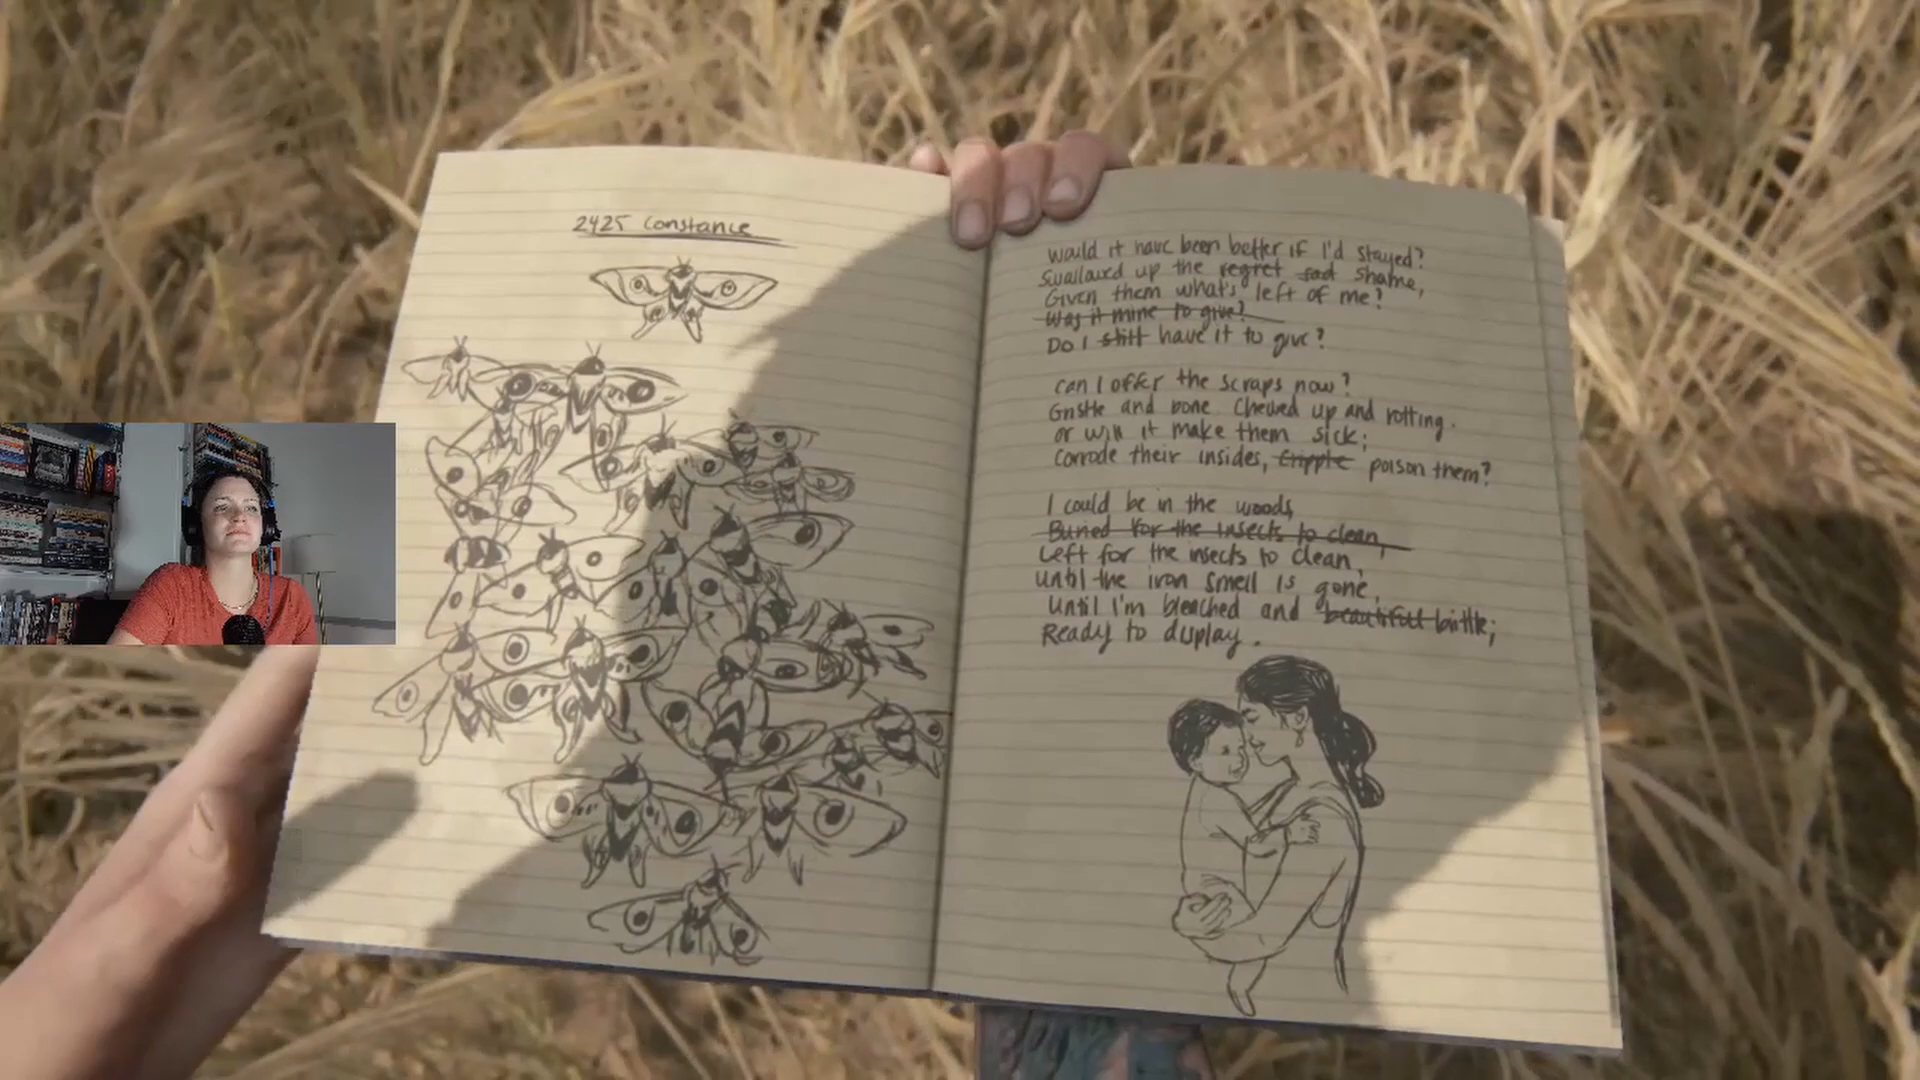 2425 Constance
Would it have been better if I'd stayed?
Swallowed up the regret and shame,
Given them what's left of me?
Was it mine to give?
Do I still have it to give?
Can I offer the scraps now?
Gristle and bone. Chewed up and rotting.
Or will it make them sick;
Corrode their insides, cripple poison them?
I could be in the woods,
Buried for the insects to clean,
Left for the insects to clean,
Until the iron smell is gone,
Until I'm bleached and beautiful brittle;
Ready to display.